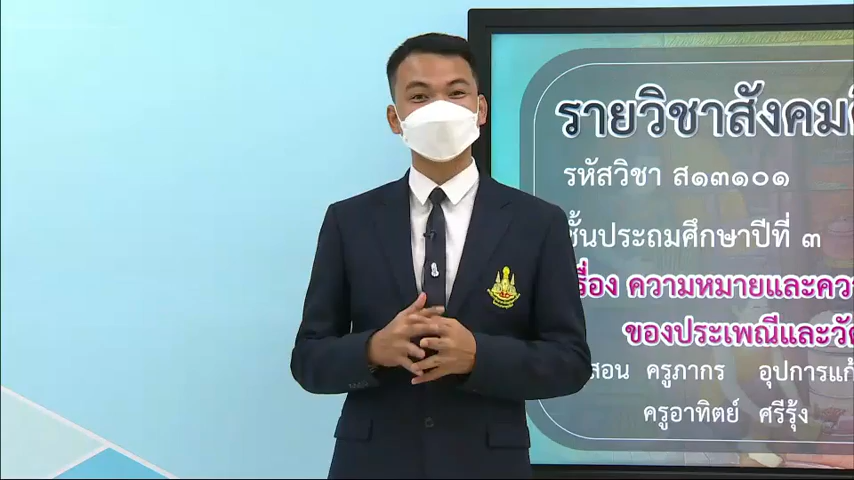 รายวิชาสังคมศึ
รหัสวิชา ส๑๓๑๐๑
ชั้นประถมศึกษาปีที่ ๓
เรื่อง ความหมายและควา
ของประเพณีและวัฒ
สอน ครูภากร อุปการแก้
ครูอาทิตย์ ศรีรุ้ง